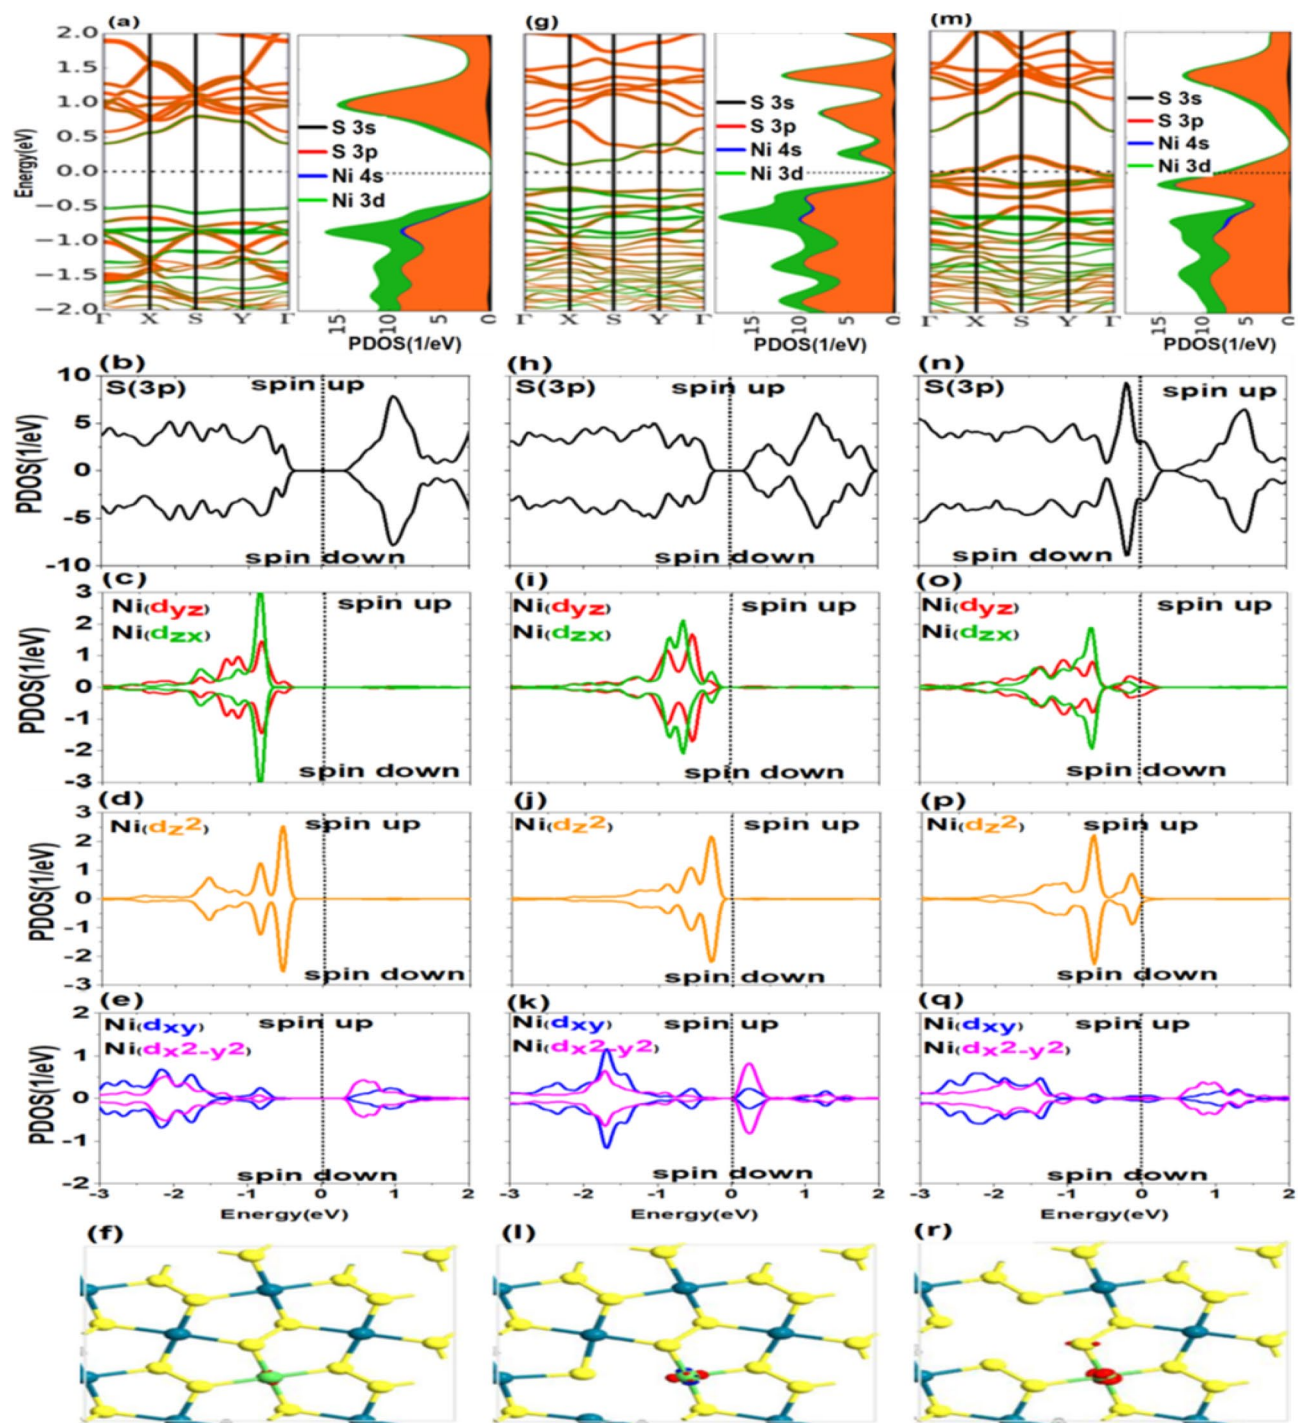 (a) (g) (m)
2.0
1.5
1.0
0.5
0.0
−0.5
−1.0
−1.5
−2.0
Energy(eV)
S 3s
S 3p
Ni 4s
Ni 3d
S 3s
S 3p
Ni 4s
Ni 3d
S 3s
S 3p
Ni 4s
Ni 3d
Γ X S Y Γ 15 10 5 0
Γ X S Y Γ 15 10 5 0
Γ X S Y Γ 15 10 5 0
PDOS(1/eV) PDOS(1/eV) PDOS(1/eV)
(b) (h) (n)
10
5
0
-5
-10
PDOS(1/eV)
S(3p) spin up
spin down
S(3p) spin up
spin down
S(3p) spin up
spin down
(c) (i) (o)
3
2
1
0
-1
-2
-3
PDOS(1/eV)
Ni(dyz) spin up
Ni(dzx)
spin down
Ni(dyz) spin up
Ni(dzx)
spin down
Ni(dyz) spin up
Ni(dzx)
spin down
(d) (j) (p)
3
2
1
0
-1
-2
-3
PDOS(1/eV)
Ni(dz2) spin up
spin down
Ni(dz2) spin up
spin down
Ni(dz2) spin up
spin down
(e) (k) (q)
2
1
0
-1
-2
PDOS(1/eV)
Ni(dxy) spin up
Ni(dx2-y2)
spin down
Ni(dxy) spin up
Ni(dx2-y2)
spin down
Ni(dxy) spin up
Ni(dx2-y2)
spin down
-3 -2 -1 0 1 2
-3 -2 -1 0 1 2
-3 -2 -1 0 1 2
Energy(eV) Energy(eV) Energy(eV)
(f) (l) (r)